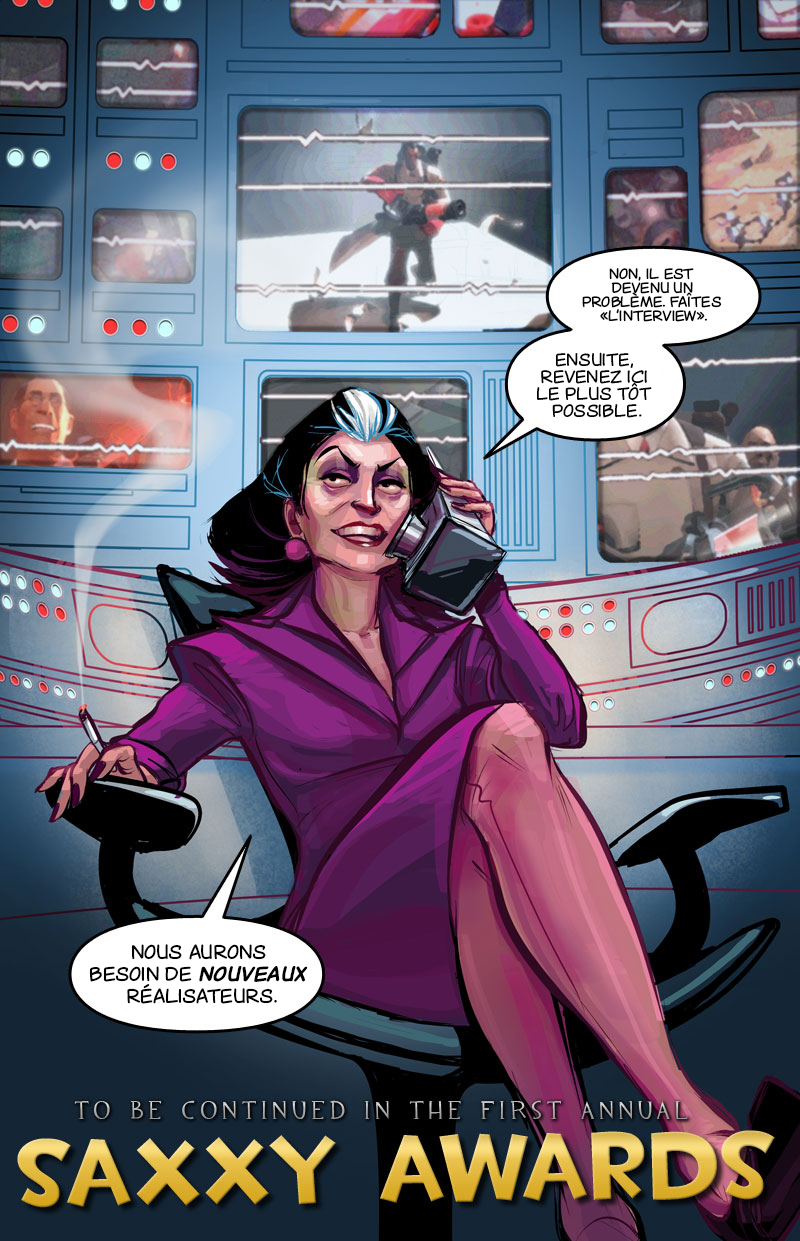 NON, IL EST
DEVENU UN
PROBLÈME. FAÎTES
«L'INTERVIEW».
ENSUITE,
REVENEZ ICI
LE PLUS TÔT
POSSIBLE.
NOUS AURONS
BESOIN DE NOUVEAUX
RÉALISATEURS.
TO BE CONTINUED IN THE FIRST ANNUAL
SAXXY AWARDS